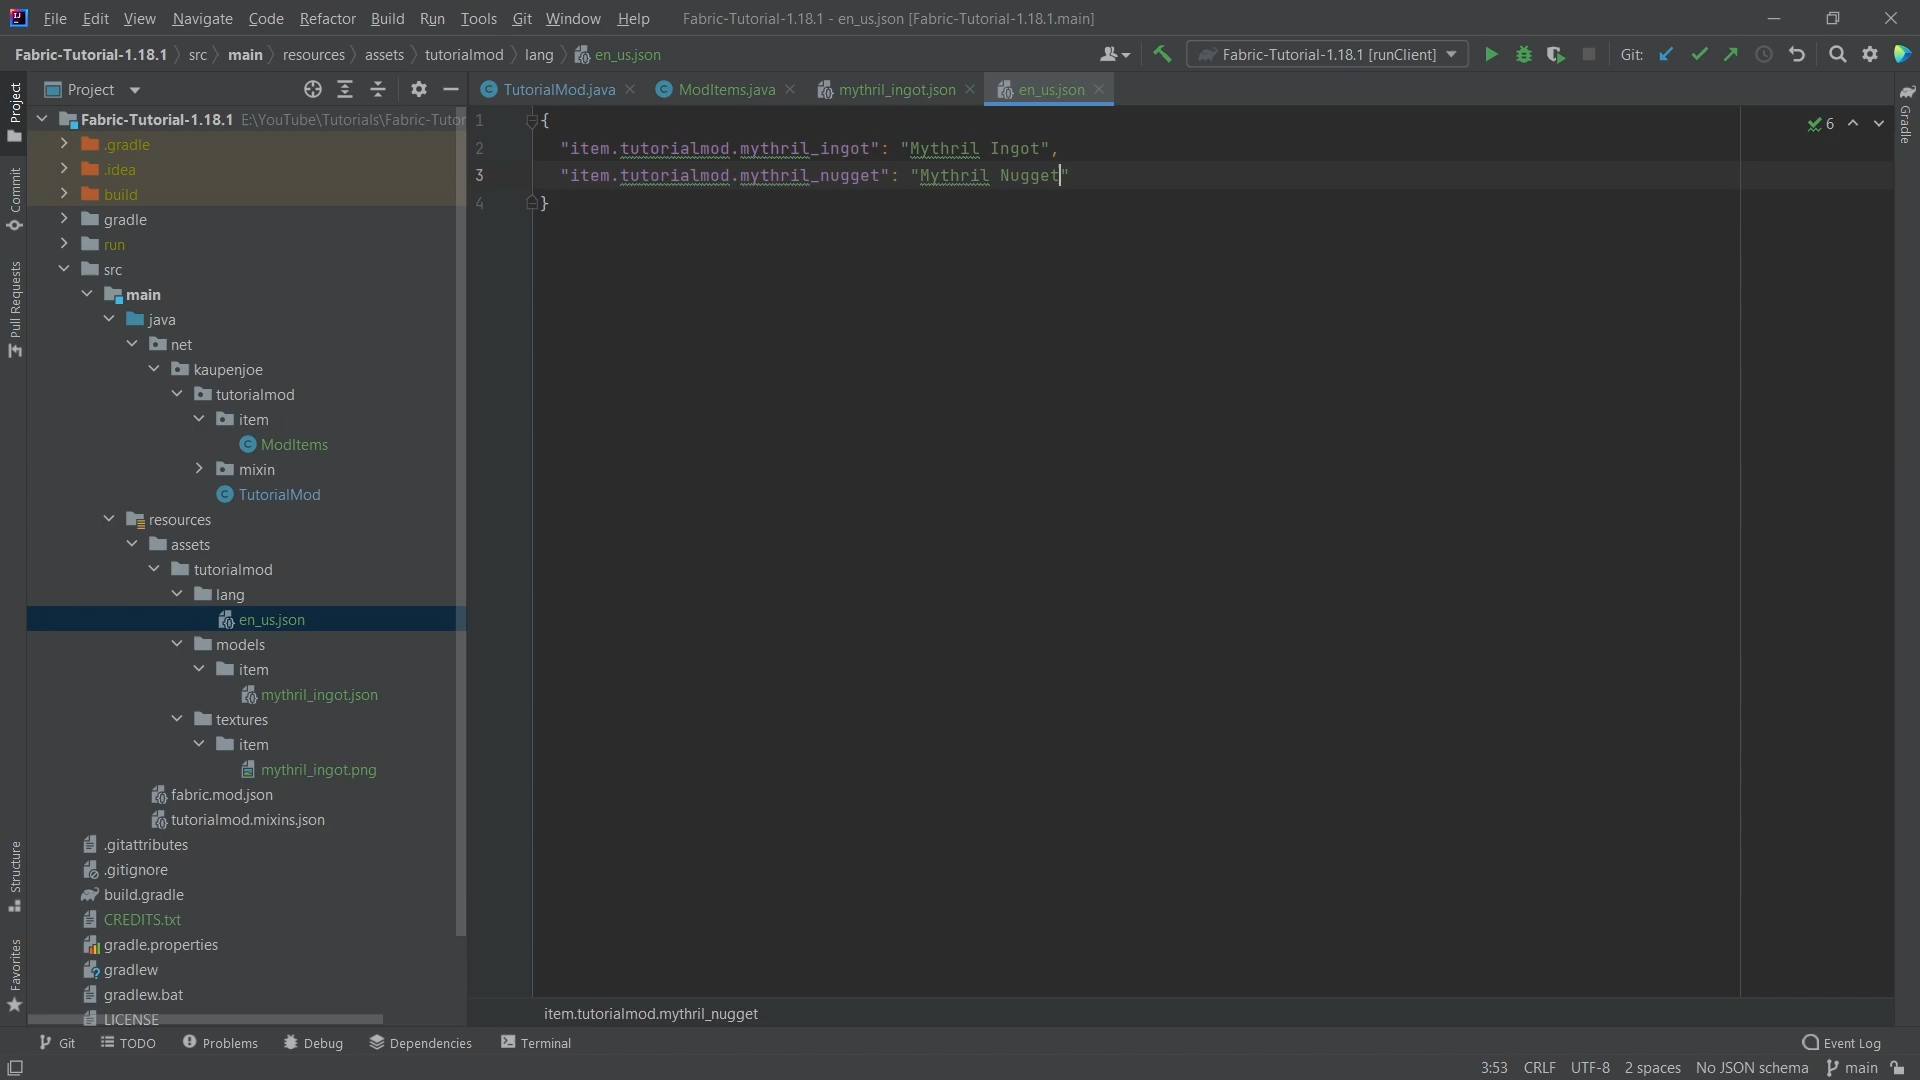 File Edit View Navigate Code Refactor Build Run Tools Git Window Help Fabric-Tutorial-1.18.1 - en_us.json [Fabric-Tutorial-1.18.1.main]
Fabric-Tutorial-1.18.1 src main resources assets tutorialmod lang en_us.json Fabric-Tutorial-1.18.1 [runClient] Git:
Project TutorialMod.java ModItems.java mythril_ingot.json en_us.json
Project
Commit
Pull Requests
Structure
Favorites
Gradle
Fabric-Tutorial-1.18.1 E:\YouTube\Tutorials\Fabric-Tutor
.gradle
.idea
build
gradle
run
src
main
java
net
kaupenjoe
tutorialmod
item
ModItems
mixin
TutorialMod
resources
assets
tutorialmod
lang
en_us.json
models
item
mythril_ingot.json
textures
item
mythril_ingot.png
fabric.mod.json
tutorialmod.mixins.json
.gitattributes
.gitignore
build.gradle
CREDITS.txt
gradle.properties
gradlew
gradlew.bat
LICENSE
1 {
2 "item.tutorialmod.mythril_ingot": "Mythril Ingot",
3 "item.tutorialmod.mythril_nugget": "Mythril Nugget"
4 }
6
item.tutorialmod.mythril_nugget
Git TODO Problems Debug Dependencies Terminal Event Log
3:53 CRLF UTF-8 2 spaces No JSON schema main